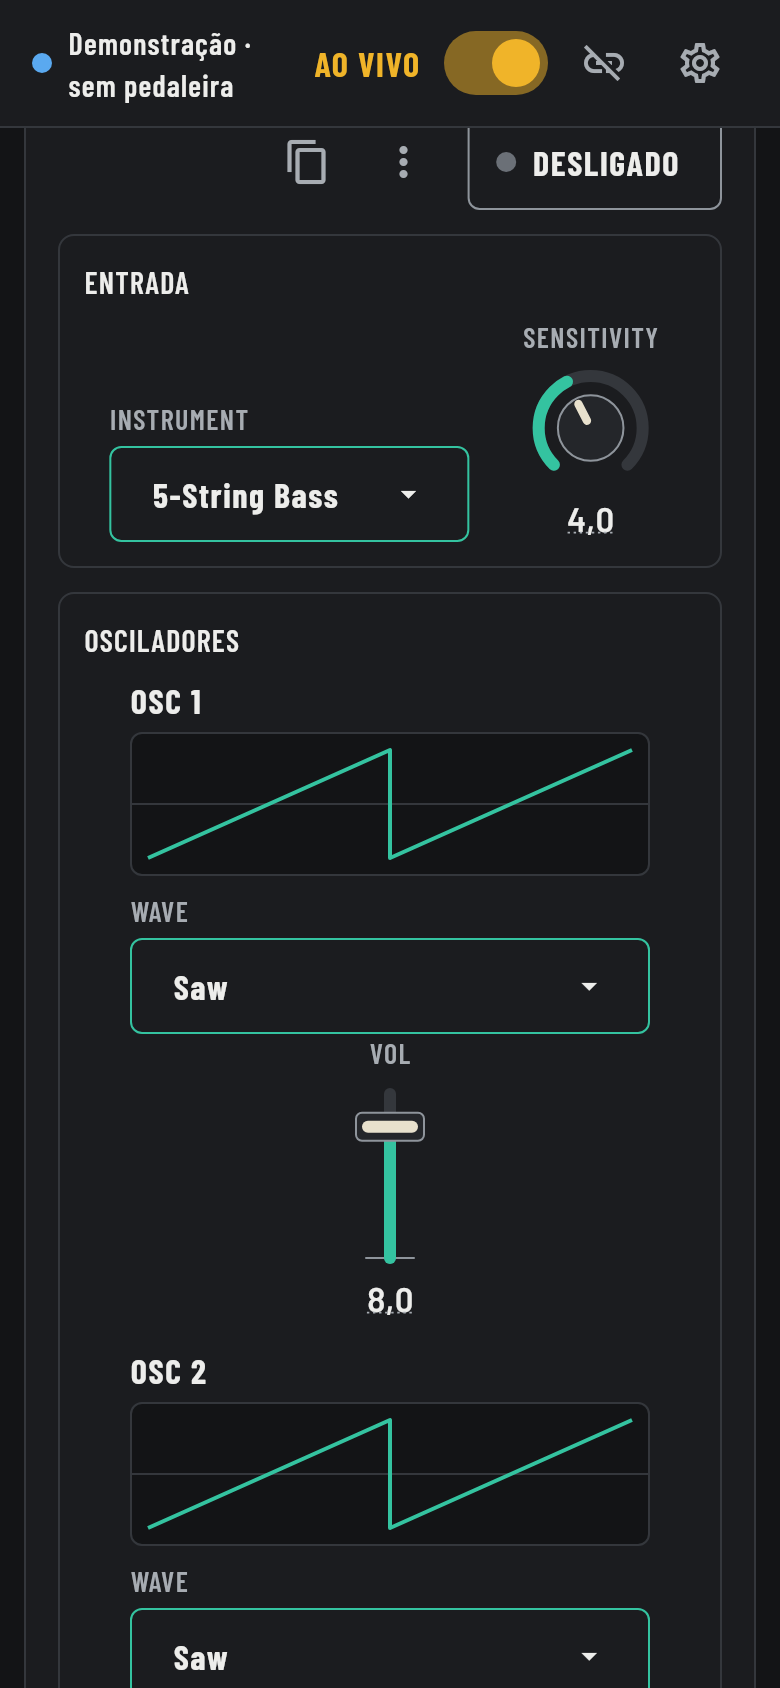 Demonstração ·
sem pedaleira
AO VIVO
DESLIGADO
ENTRADA
SENSITIVITY
INSTRUMENT
5-String Bass
4,0
OSCILADORES
OSC 1
WAVE
Saw
VOL
8,0
OSC 2
WAVE
Saw